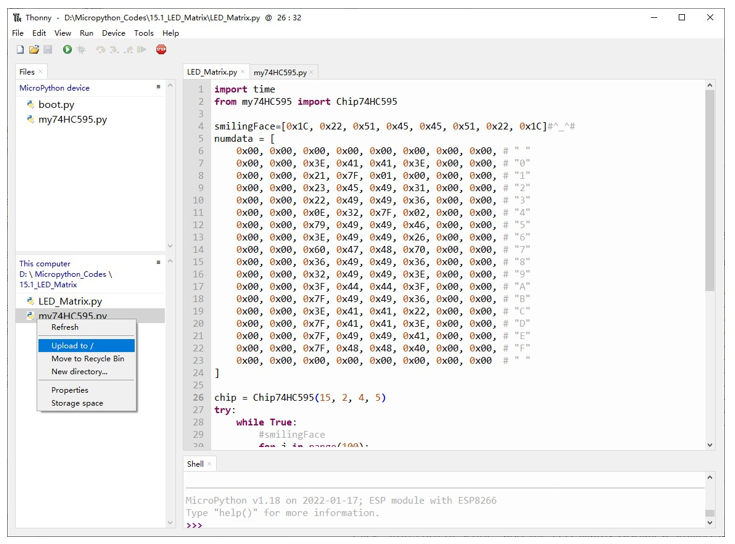 Thonny - D:\Micropython_Codes\15.1_LED_Matrix\LED_Matrix.py @ 26 : 32
File Edit View Run Device Tools Help
Files ×
MicroPython device
boot.py
my74HC595.py
This computer
D: \ Micropython_Codes \
15.1_LED_Matrix
LED_Matrix.py
my74HC595.py
Refresh
Upload to /
Move to Recycle Bin
New directory...
Properties
Storage space
LED_Matrix.py × my74HC595.py ×
1 import time
2 from my74HC595 import Chip74HC595
3
4 smilingFace=[0x1C, 0x22, 0x51, 0x45, 0x45, 0x51, 0x22, 0x1C]#^_^#
5 numdata = [
6 0x00, 0x00, 0x00, 0x00, 0x00, 0x00, 0x00, 0x00, # " "
7 0x00, 0x00, 0x3E, 0x41, 0x41, 0x3E, 0x00, 0x00, # "0"
8 0x00, 0x00, 0x21, 0x7F, 0x01, 0x00, 0x00, 0x00, # "1"
9 0x00, 0x00, 0x23, 0x45, 0x49, 0x31, 0x00, 0x00, # "2"
10 0x00, 0x00, 0x22, 0x49, 0x49, 0x36, 0x00, 0x00, # "3"
11 0x00, 0x00, 0x0E, 0x32, 0x7F, 0x02, 0x00, 0x00, # "4"
12 0x00, 0x00, 0x79, 0x49, 0x49, 0x46, 0x00, 0x00, # "5"
13 0x00, 0x00, 0x3E, 0x49, 0x49, 0x26, 0x00, 0x00, # "6"
14 0x00, 0x00, 0x60, 0x47, 0x48, 0x70, 0x00, 0x00, # "7"
15 0x00, 0x00, 0x36, 0x49, 0x49, 0x36, 0x00, 0x00, # "8"
16 0x00, 0x00, 0x32, 0x49, 0x49, 0x3E, 0x00, 0x00, # "9"
17 0x00, 0x00, 0x3F, 0x44, 0x44, 0x3F, 0x00, 0x00, # "A"
18 0x00, 0x00, 0x7F, 0x49, 0x49, 0x36, 0x00, 0x00, # "B"
19 0x00, 0x00, 0x3E, 0x41, 0x41, 0x22, 0x00, 0x00, # "C"
20 0x00, 0x00, 0x7F, 0x41, 0x41, 0x3E, 0x00, 0x00, # "D"
21 0x00, 0x00, 0x7F, 0x49, 0x49, 0x41, 0x00, 0x00, # "E"
22 0x00, 0x00, 0x7F, 0x48, 0x48, 0x40, 0x00, 0x00, # "F"
23 0x00, 0x00, 0x00, 0x00, 0x00, 0x00, 0x00, 0x00 # " "
24 ]
25
26 chip = Chip74HC595(15, 2, 4, 5)
27 try:
28 while True:
29 #smilingFace
30 for i in range(100):
Shell ×
MicroPython v1.18 on 2022-01-17; ESP module with ESP8266
Type "help()" for more information.
>>>